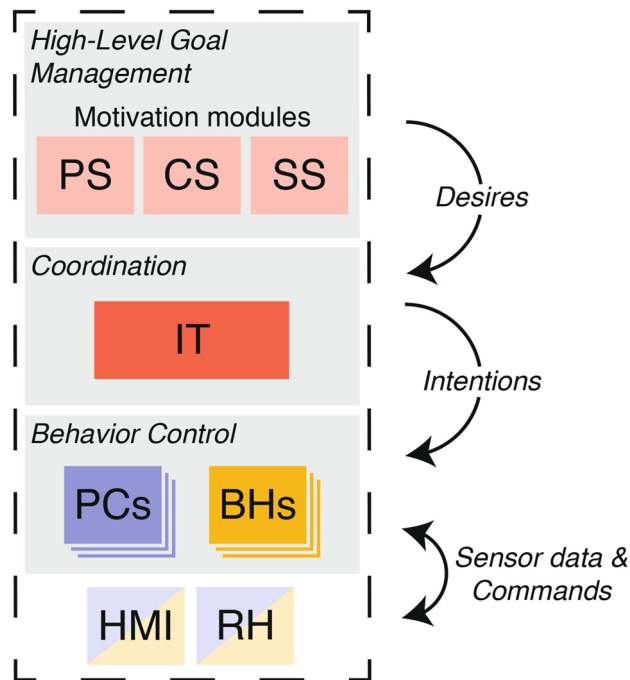 High-Level Goal
Management
Motivation modules
PS CS SS
Desires
Coordination
IT
Intentions
Behavior Control
PCs BHs
Sensor data &
Commands
HMI RH